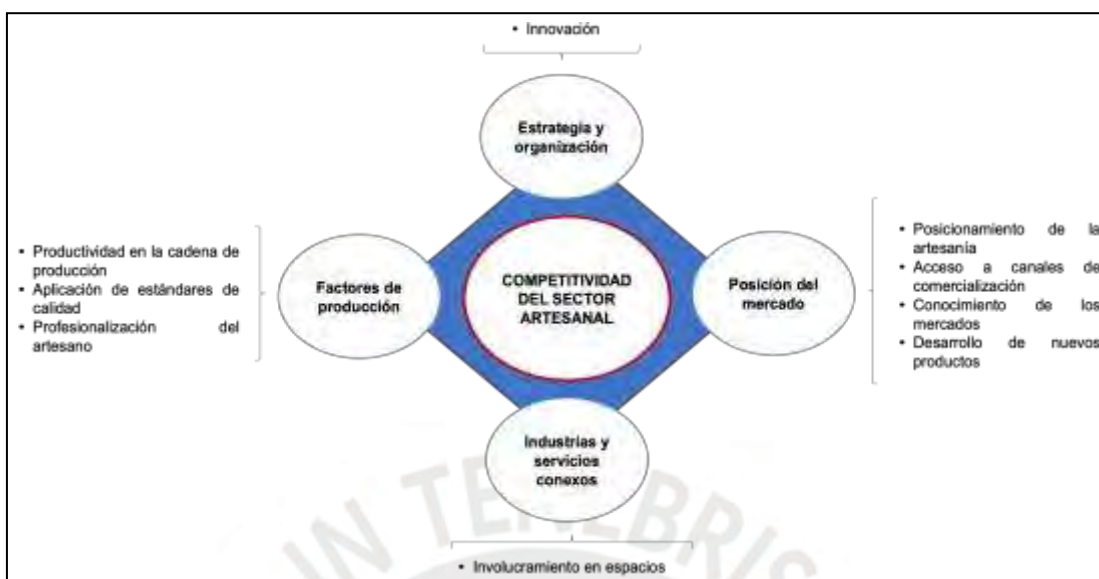 • Innovación
Estrategia y
organización
• Productividad en la cadena de
producción
• Aplicación de estándares de
calidad
• Profesionalización del
artesano
Factores de
producción
COMPETITIVIDAD
DEL SECTOR
ARTESANAL
Posición del
mercado
• Posicionamiento de la
artesanía
• Acceso a canales de
comercialización
• Conocimiento de los
mercados
• Desarrollo de nuevos
productos
Industrias y
servicios
conexos
IN TENEBRIS
• Involucramiento en espacios